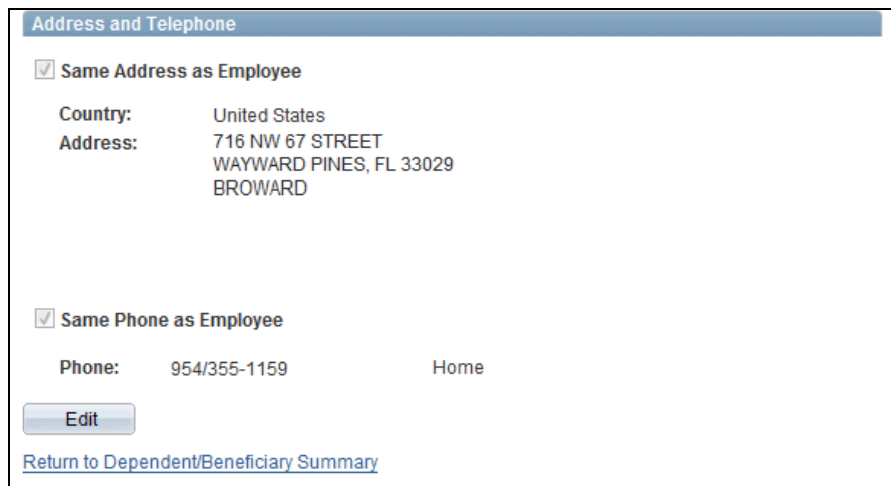 Address and Telephone
Same Address as Employee
Country: United States
Address: 716 NW 67 STREET
WAYWARD PINES, FL 33029
BROWARD
Same Phone as Employee
Phone: 954/355-1159 Home
Edit
Return to Dependent/Beneficiary Summary